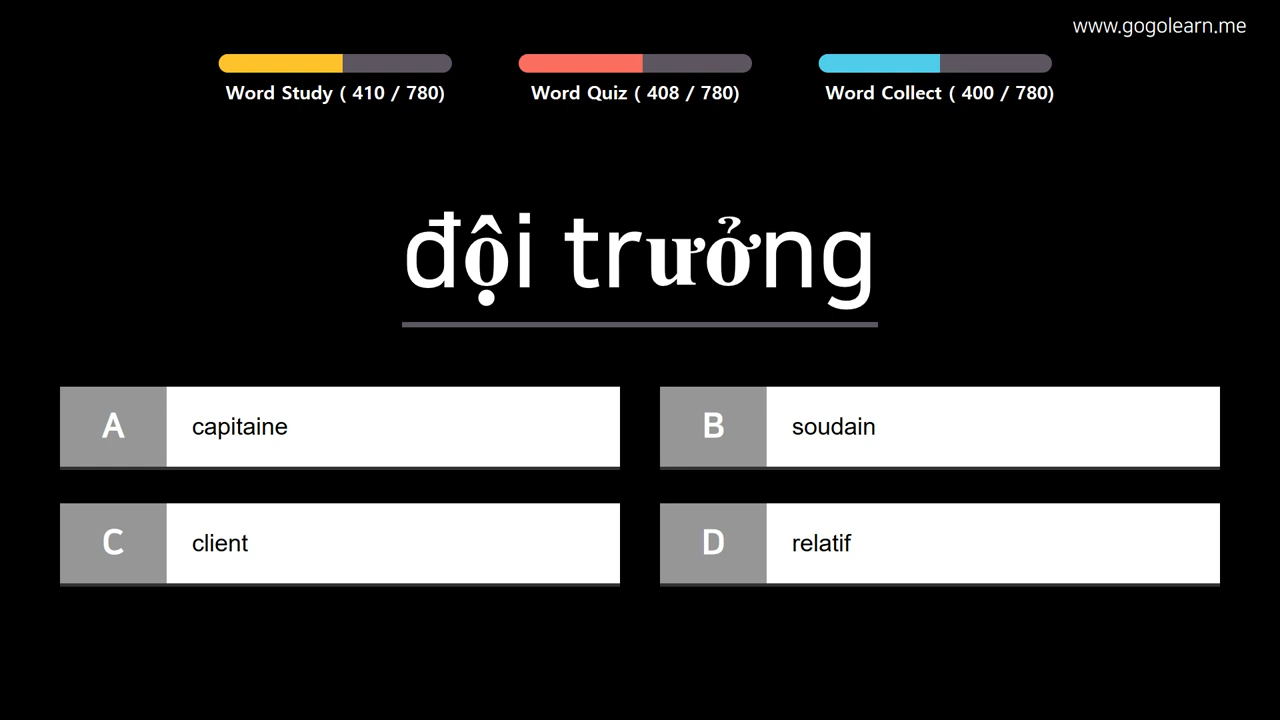 www.gogolearn.me
Word Study ( 410 / 780)
Word Quiz ( 408 / 780)
Word Collect ( 400 / 780)
đội trưởng
A capitaine
B soudain
C client
D relatif